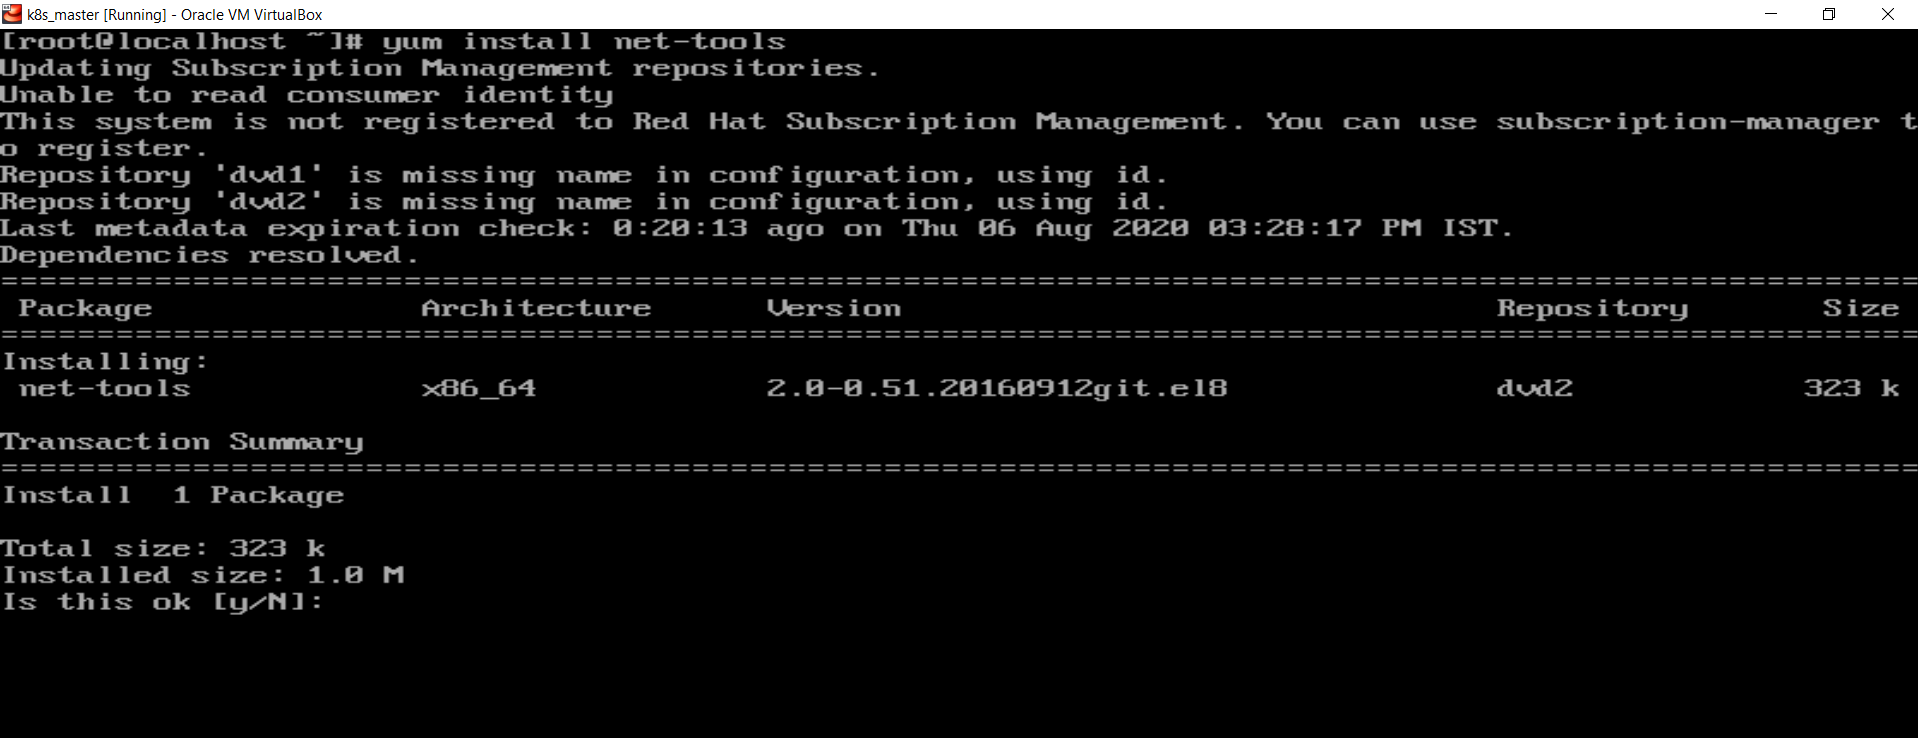 k8s_master [Running] - Oracle VM VirtualBox
[root@localhost ~]# yum install net-tools
Updating Subscription Management repositories.
Unable to read consumer identity
This system is not registered to Red Hat Subscription Management. You can use subscription-manager t
o register.
Repository 'dvd1' is missing name in configuration, using id.
Repository 'dvd2' is missing name in configuration, using id.
Last metadata expiration check: 0:20:13 ago on Thu 06 Aug 2020 03:28:17 PM IST.
Dependencies resolved.
====================================================================================================
Package Architecture Version Repository Size
====================================================================================================
Installing:
net-tools x86_64 2.0-0.51.20160912git.el8 dvd2 323 k
Transaction Summary
====================================================================================================
Install 1 Package
Total size: 323 k
Installed size: 1.0 M
Is this ok [y/N]: